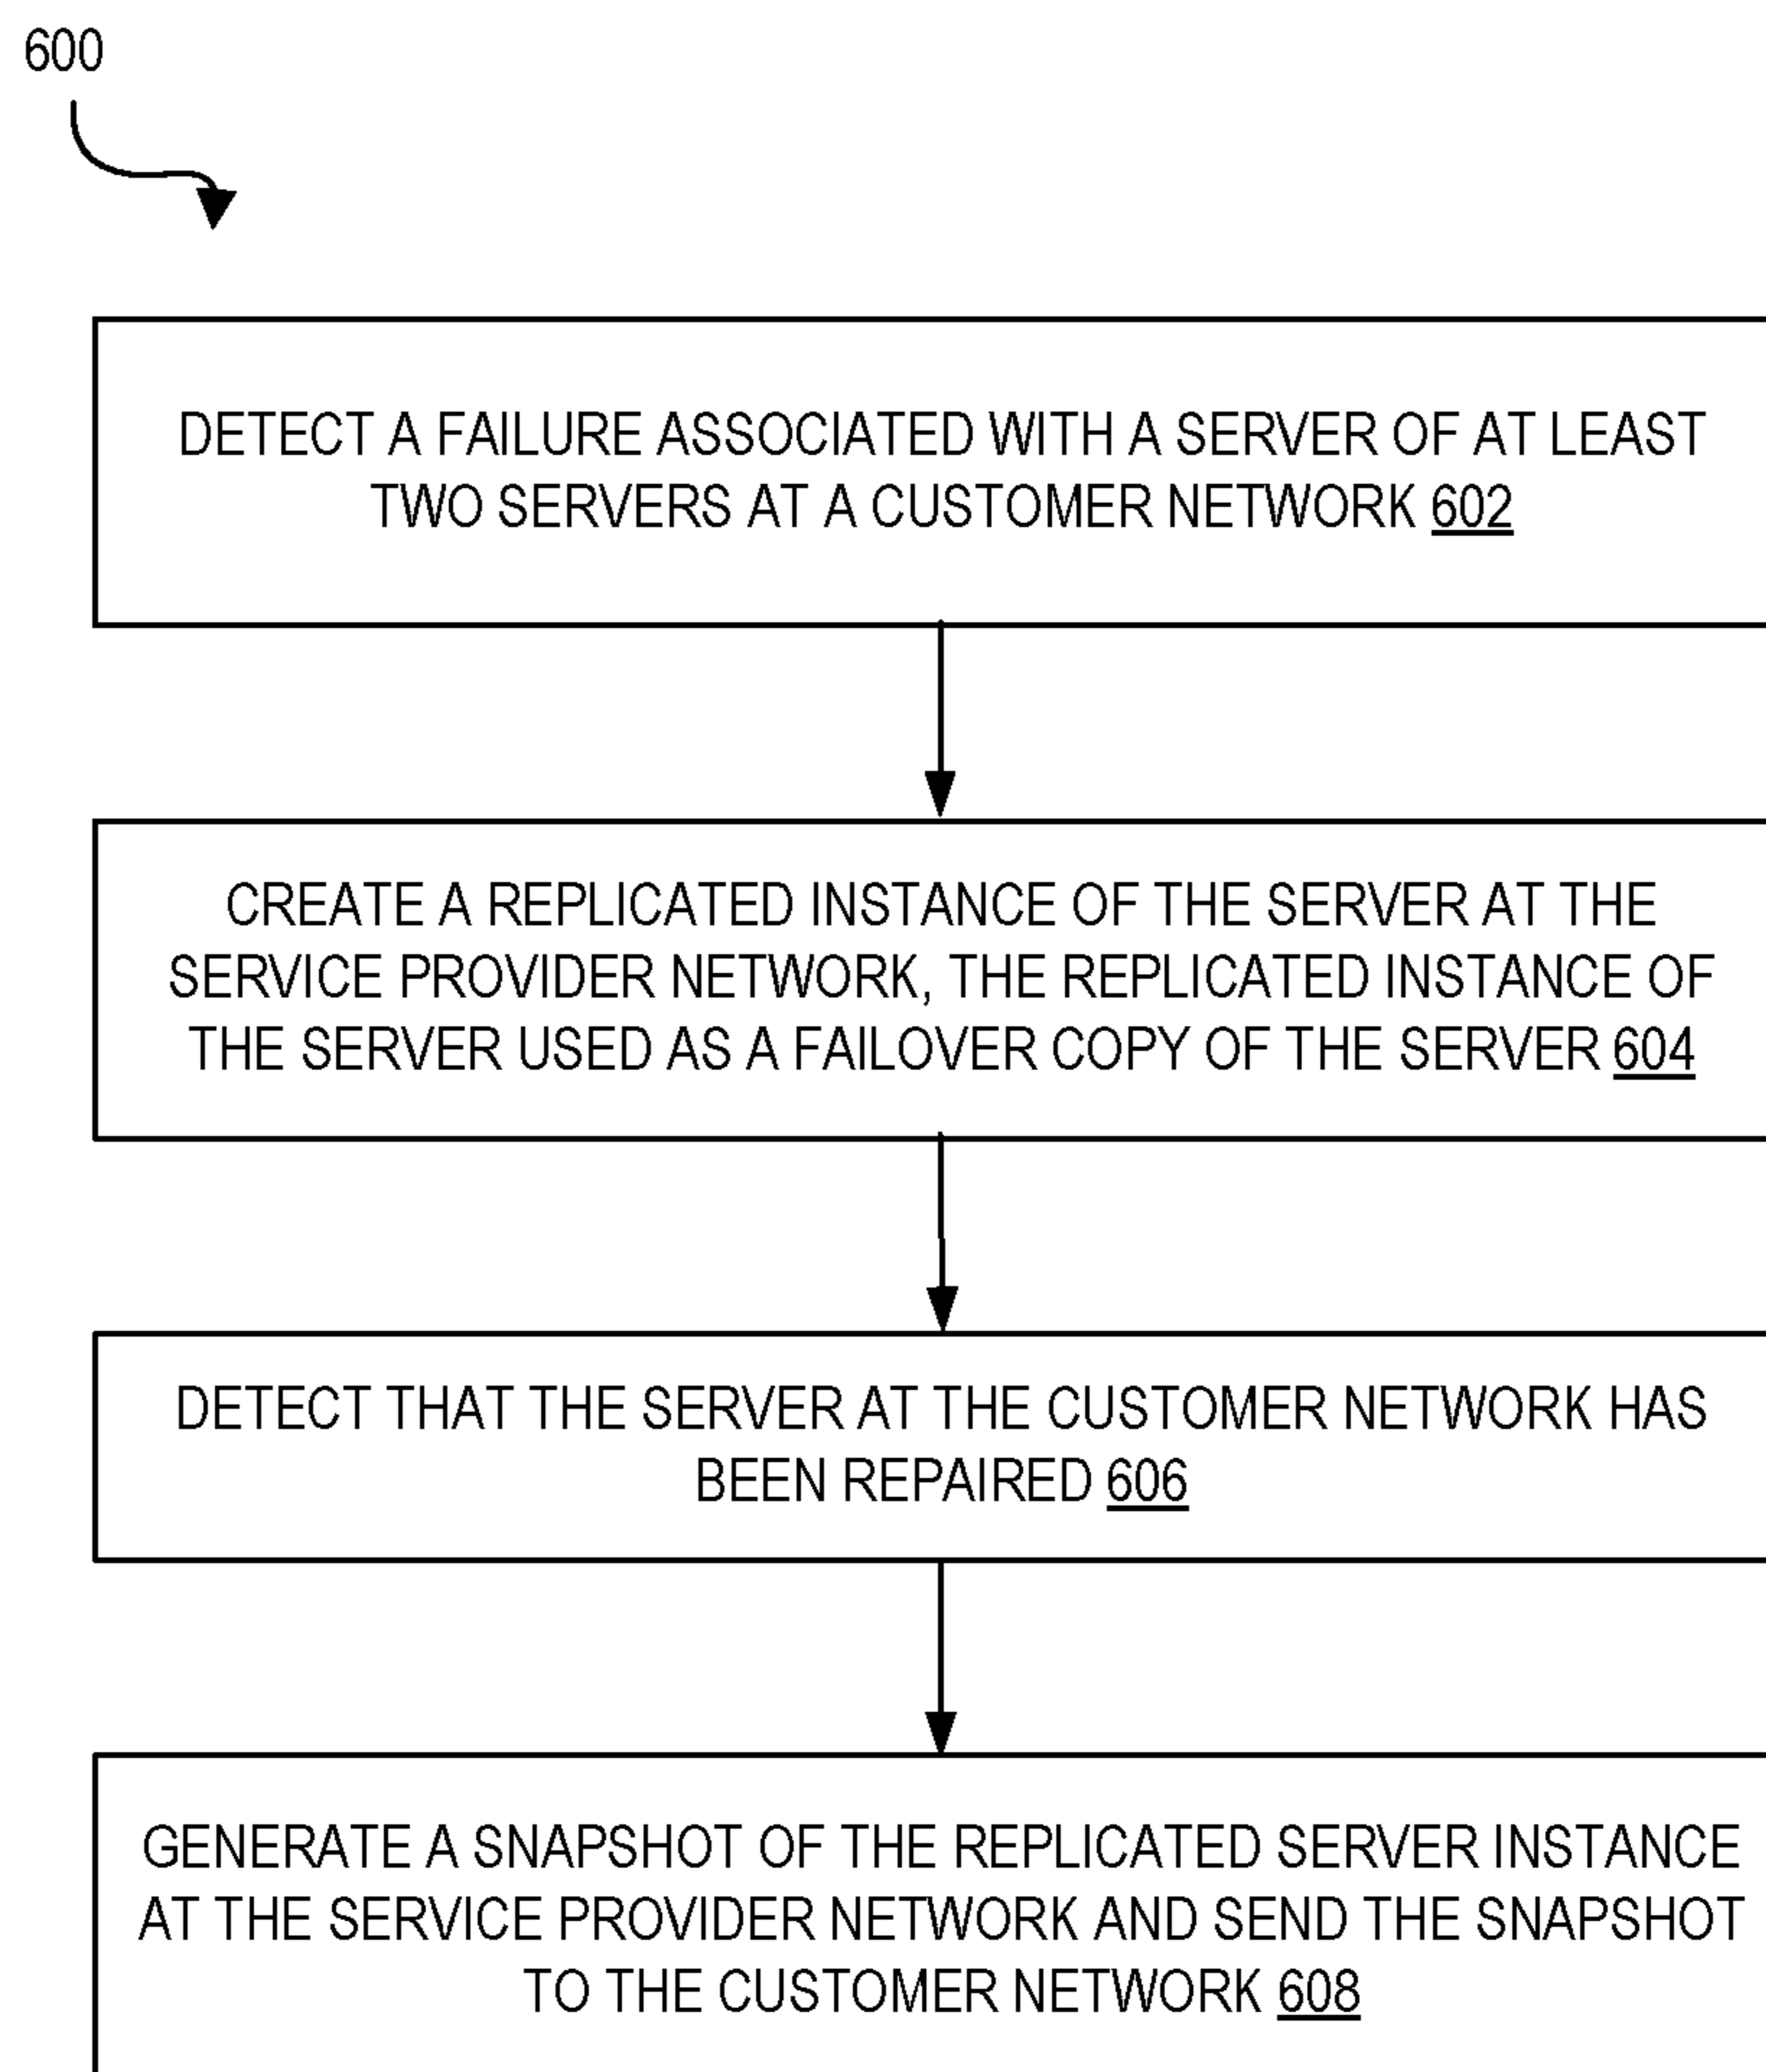 600
DETECT A FAILURE ASSOCIATED WITH A SERVER OF AT LEAST
TWO SERVERS AT A CUSTOMER NETWORK 602
CREATE A REPLICATED INSTANCE OF THE SERVER AT THE
SERVICE PROVIDER NETWORK, THE REPLICATED INSTANCE OF
THE SERVER USED AS A FAILOVER COPY OF THE SERVER 604
DETECT THAT THE SERVER AT THE CUSTOMER NETWORK HAS
BEEN REPAIRED 606
GENERATE A SNAPSHOT OF THE REPLICATED SERVER INSTANCE
AT THE SERVICE PROVIDER NETWORK AND SEND THE SNAPSHOT
TO THE CUSTOMER NETWORK 608